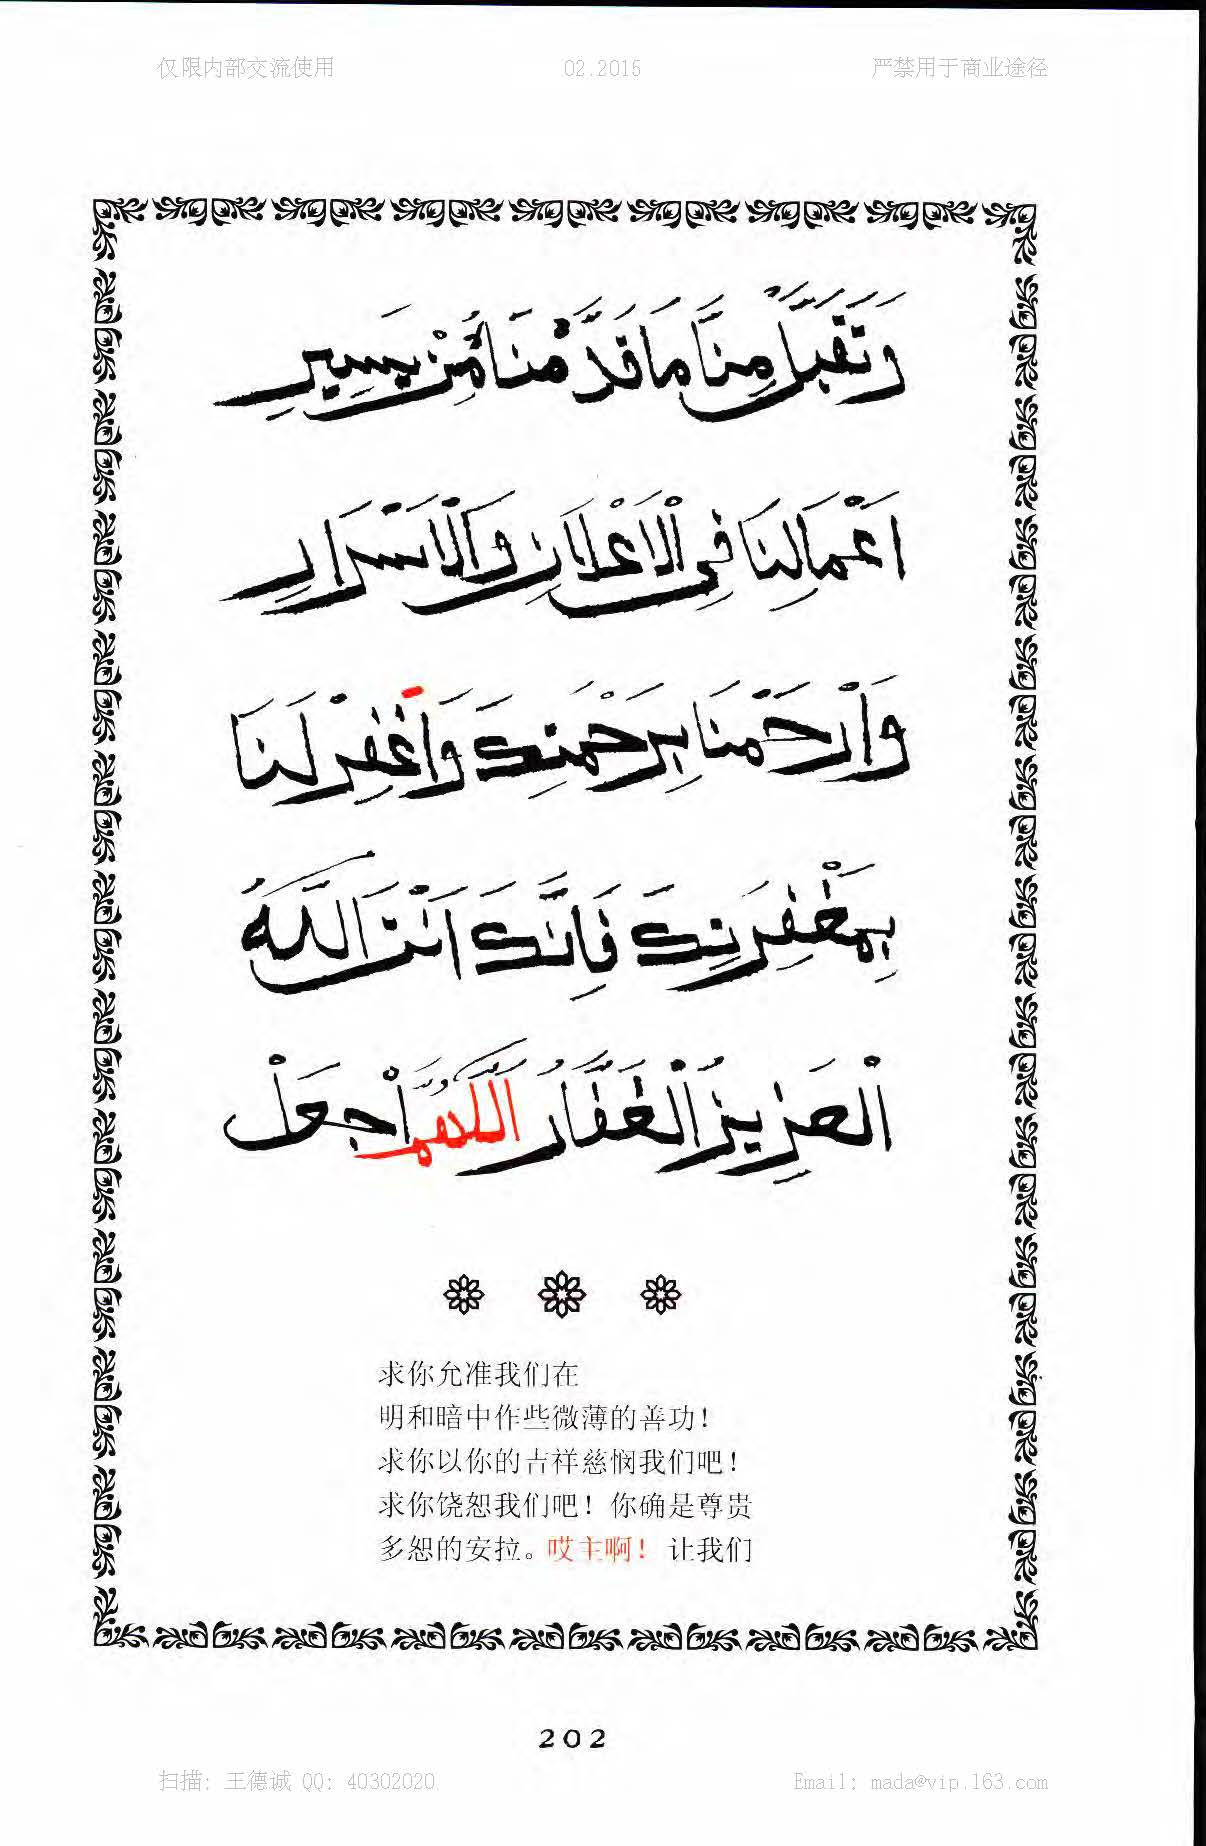 仅限内部交流使用 02.2015 严禁用于商业途径
وَتَقَبَّلْ مِنَّا مَا قَدَّمْنَا مِنْ يَسِيرِ
اَعْمَالِنَا فِي الْاَعْلَانِ وَالْاَسْرَارِ
وَارْحَمْنَا بِرَحْمَتِكَ وَاغْفِرْ لَنَا
بِمَغْفِرَتِكَ فَاِنَّكَ اَنْتَ اللّٰهُ
الْعَزِيزُ الْغَفَّارُ اَللّٰهُمَّ اجْعَلْ
求你允准我们在
明和暗中作些微薄的善功！
求你以你的吉祥慈悯我们吧！
求你饶恕我们吧！你确是尊贵
多恕的安拉。哎主啊！让我们
202
扫描: 王德诚 QQ: 40302020 Email: mada@vip.163.com